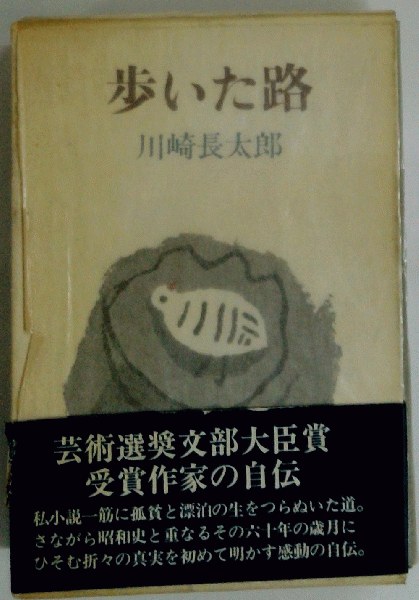 歩いた路
川崎長太郎
芸術選奨文部大臣賞
受賞作家の自伝
私小説一筋に孤貧と漂泊の生をつらぬいた道。
さながら昭和史と重なるその六十年の歳月に
ひそむ折々の真実を初めて明かす感動の自伝。